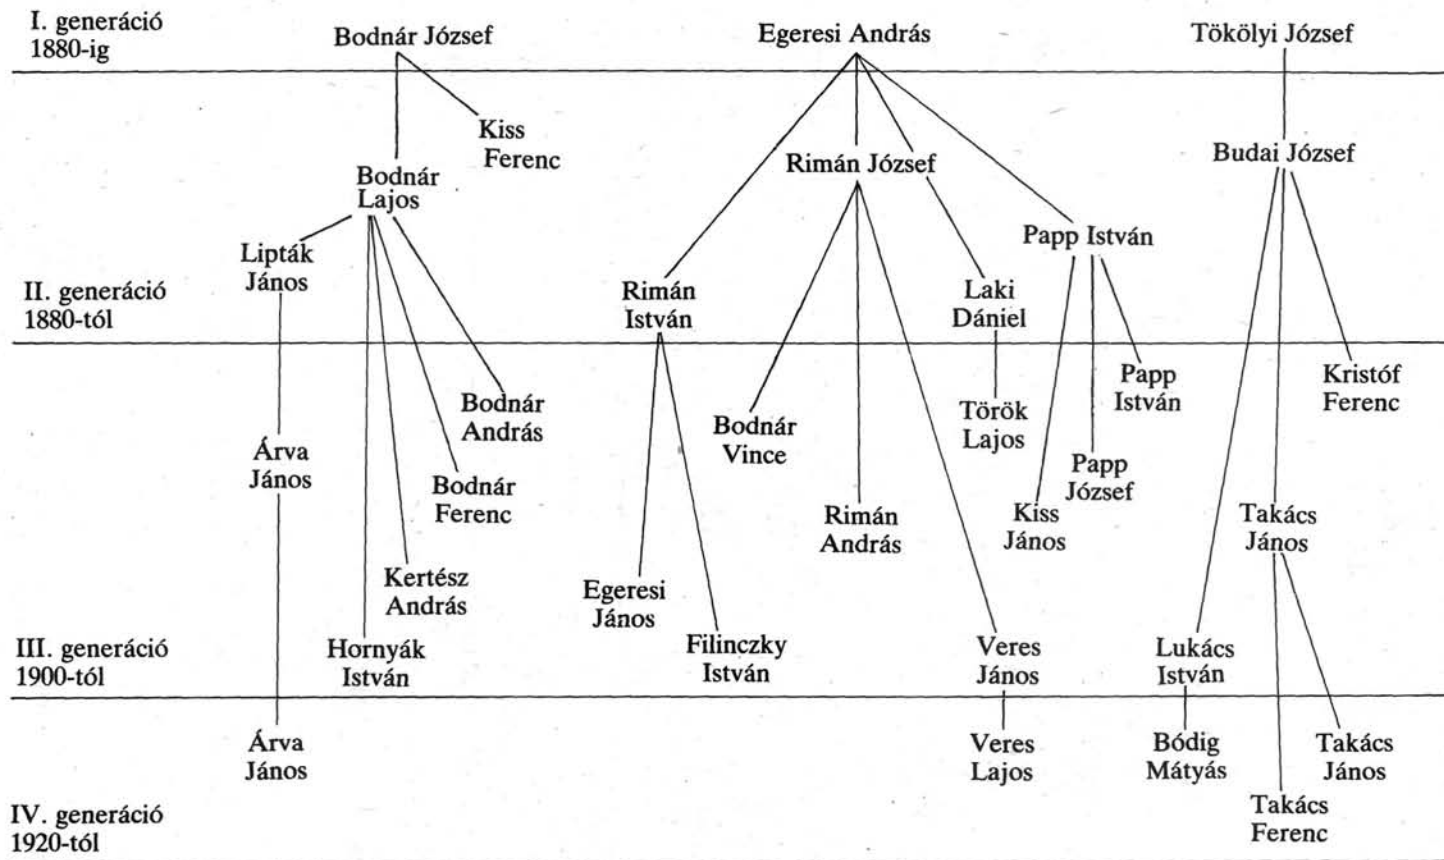 I. generáció
1880-ig
Bodnár József
Egeresi András
Tökölyi József
Kiss
Ferenc
Bodnár
Lajos
Rimán József
Budai József
Lipták
János
Papp István
II. generáció
1880-tól
Rimán
István
Laki
Dániel
Bodnár
András
Papp
István
Kristóf
Ferenc
Árva
János
Bodnár
Ferenc
Bodnár
Vince
Török
Lajos
Papp
József
Rimán
András
Kiss
János
Takács
János
Kertész
András
Egeresi
János
III. generáció
1900-tól
Hornyák
István
Filinczky
István
Veres
János
Lukács
István
Árva
János
Veres
Lajos
Bódig
Mátyás
Takács
János
IV. generáció
1920-tól
Takács
Ferenc